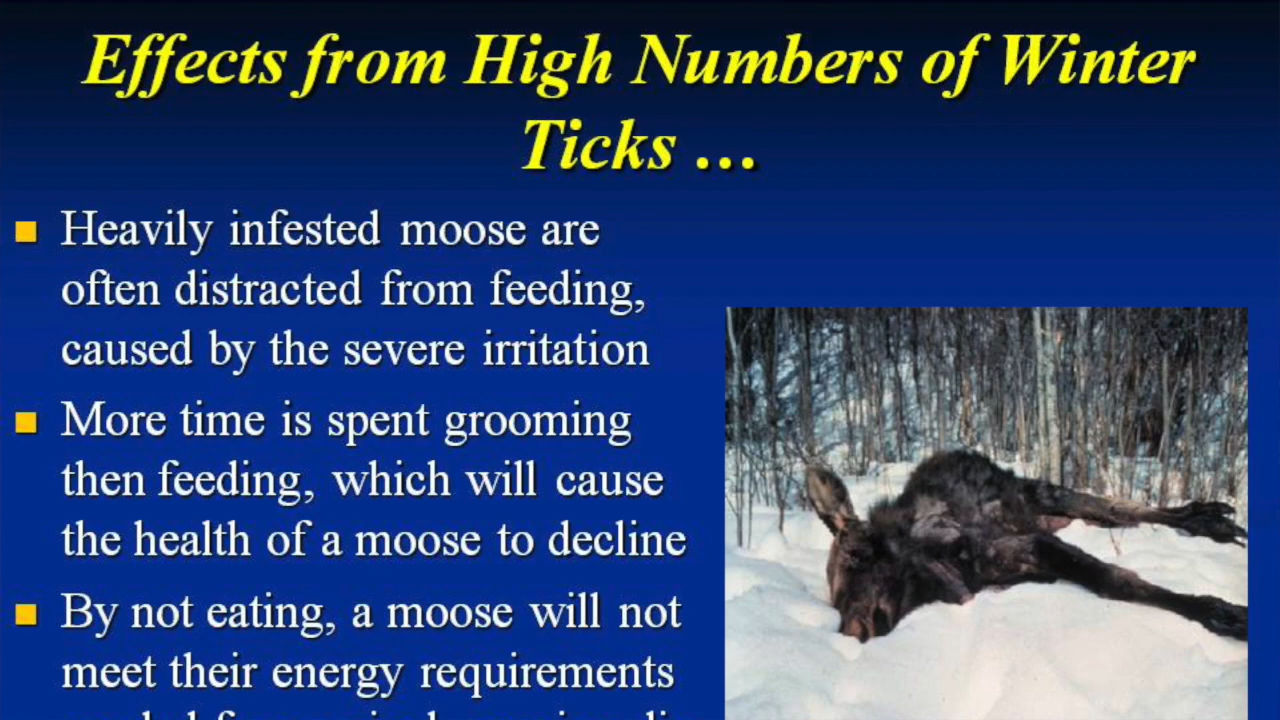 Effects from High Numbers of Winter
Ticks ...
Heavily infested moose are
often distracted from feeding,
caused by the severe irritation
More time is spent grooming
then feeding, which will cause
the health of a moose to decline
By not eating, a moose will not
meet their energy requirements